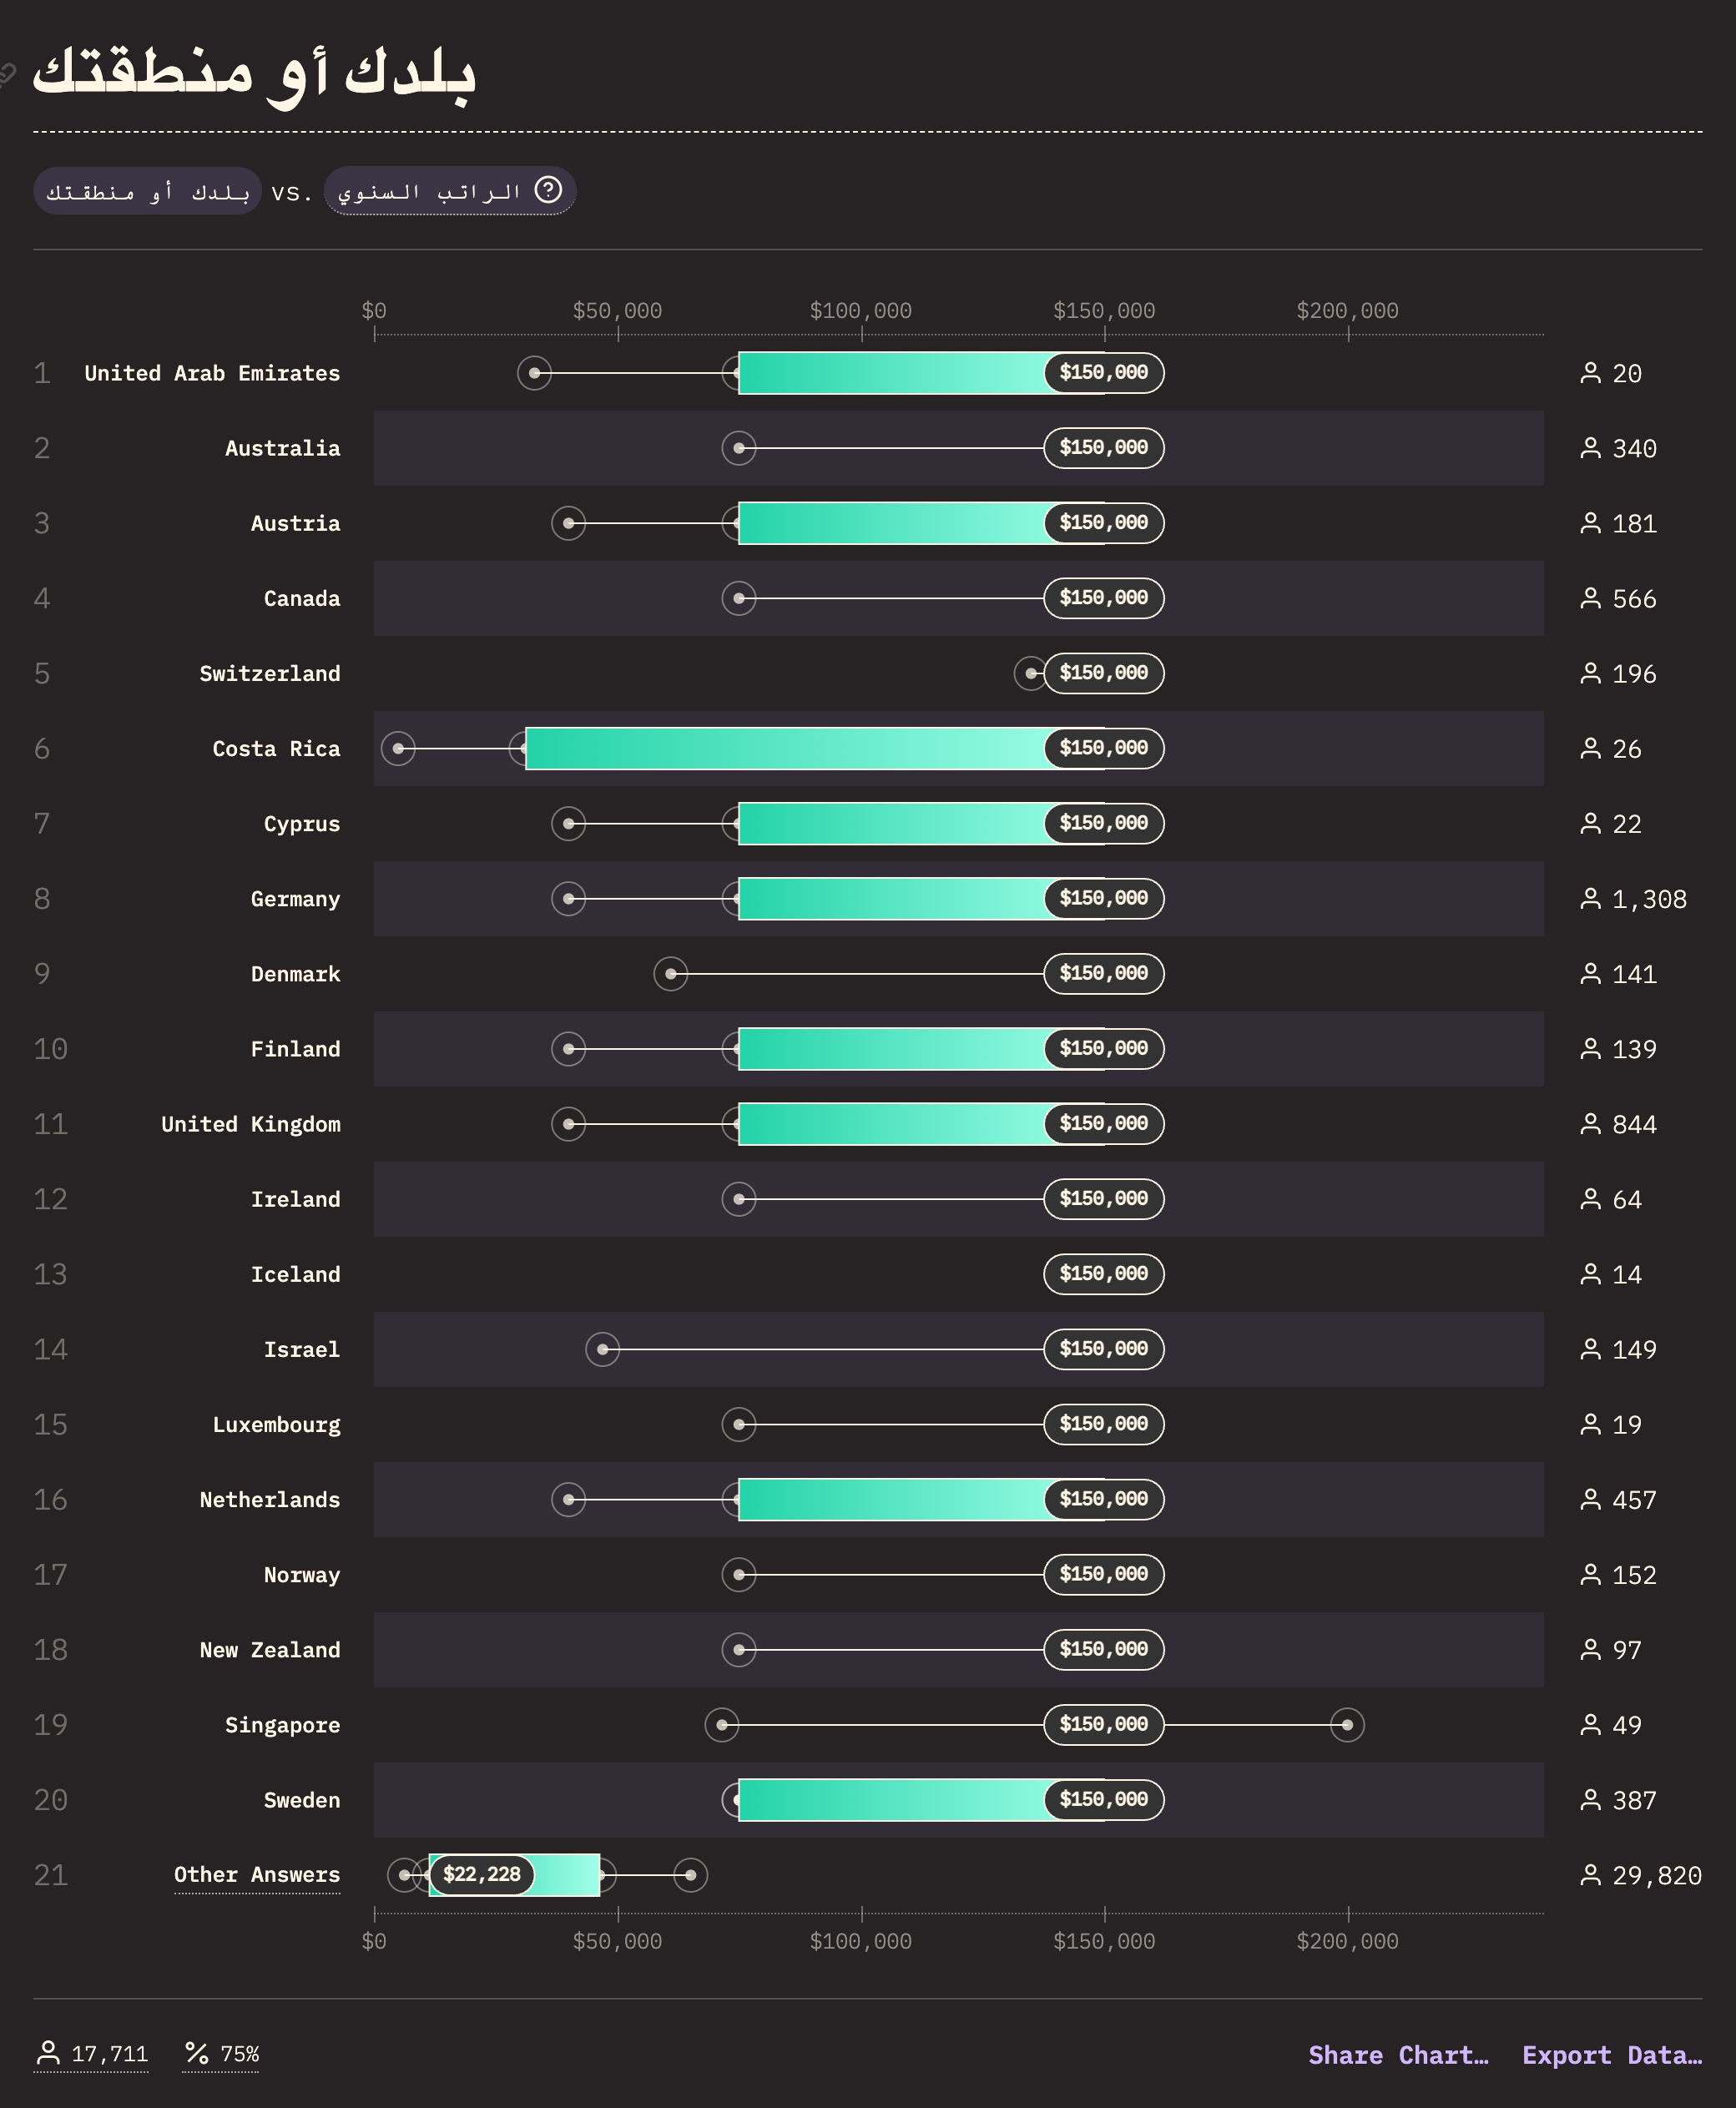 بلدك أو منطقتك
بلدك أو منطقتك vs. الراتب السنوي ?
$0 $50,000 $100,000 $150,000 $200,000
1 United Arab Emirates $150,000 20
2 Australia $150,000 340
3 Austria $150,000 181
4 Canada $150,000 566
5 Switzerland $150,000 196
6 Costa Rica $150,000 26
7 Cyprus $150,000 22
8 Germany $150,000 1,308
9 Denmark $150,000 141
10 Finland $150,000 139
11 United Kingdom $150,000 844
12 Ireland $150,000 64
13 Iceland $150,000 14
14 Israel $150,000 149
15 Luxembourg $150,000 19
16 Netherlands $150,000 457
17 Norway $150,000 152
18 New Zealand $150,000 97
19 Singapore $150,000 49
20 Sweden $150,000 387
21 Other Answers $22,228 29,820
$0 $50,000 $100,000 $150,000 $200,000
17,711 % 75% Share Chart… Export Data…